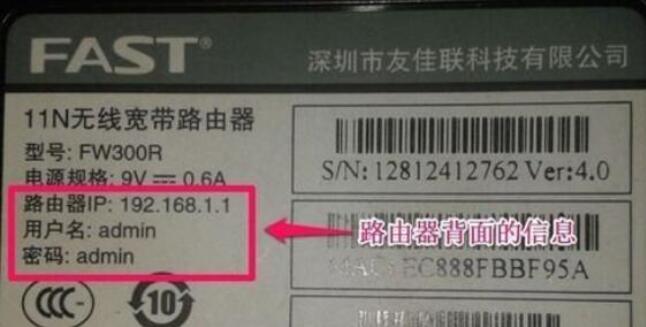 FAST®
深圳市友佳联科技有限公司
11N无线宽带路由器
型号: FW300R
电源规格: 9V ⎓ 0.6A
路由器IP: 192.168.1.1
用户名: admin
密码: admin
S/N: 12812412762 Ver:4.0
路由器背面的信息
MAC: EC888FBBF95A
CCC
10